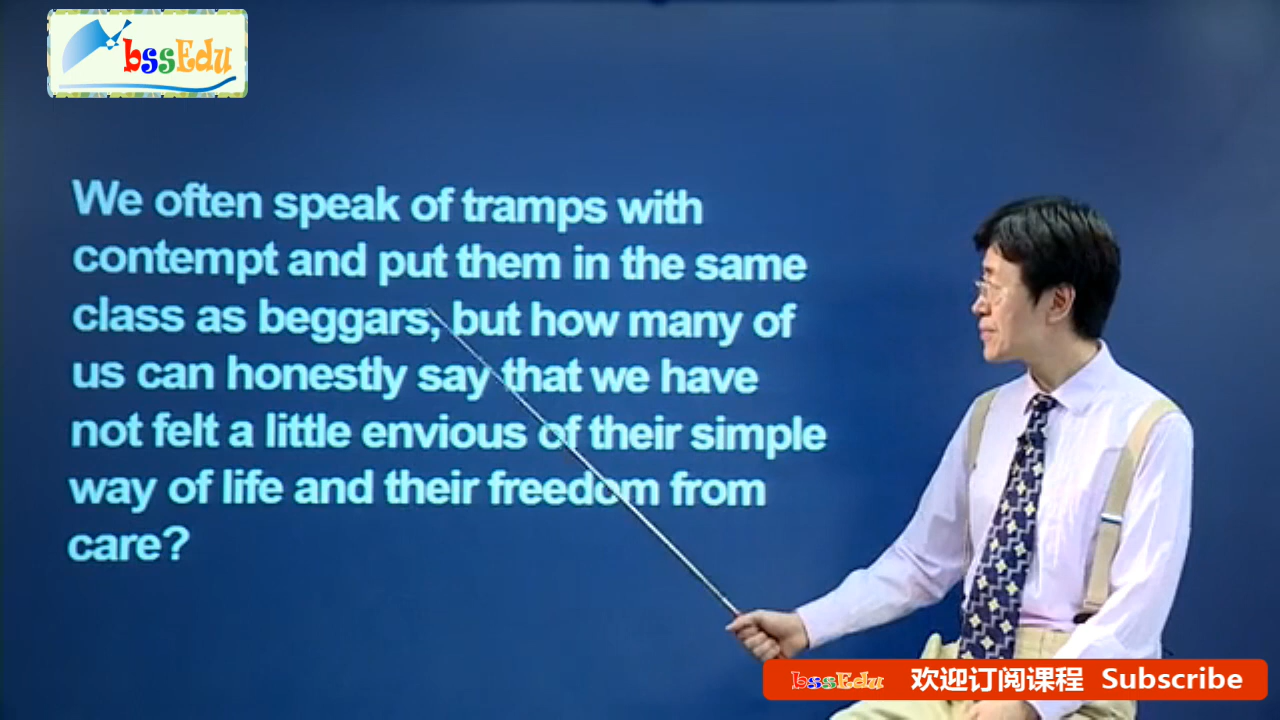 bssEdu
We often speak of tramps with
contempt and put them in the same
class as beggars, but how many of
us can honestly say that we have
not felt a little envious of their simple
way of life and their freedom from
care?
bssEdu 欢迎订阅课程 Subscribe